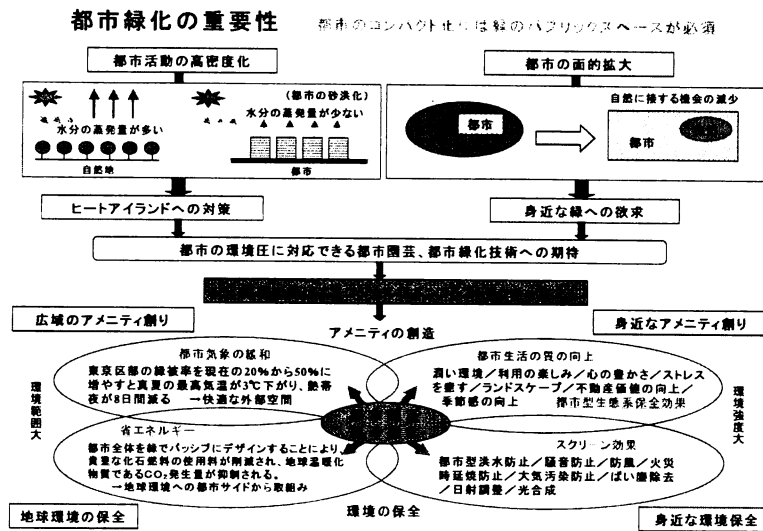 都市緑化の重要性
都市のコンパクト化には緑のパブリックスペースが必須
都市活動の高密度化
都市の面的拡大
(都市の砂漠化)
水分の蒸発量が多い
水分の蒸発量が少ない
自然地
都市
自然に接する機会の減少
都市
都市
ヒートアイランドへの対策
身近な緑への欲求
都市の環境圧に対応できる都市園芸、都市緑化技術への期待
広域のアメニティ創り
アメニティの創造
身近なアメニティ創り
都市気象の緩和
東京区部の緑被率を現在の20%から50%に
増やすと真夏の最高気温が3℃下がり、熱帯
夜が8日間減る →快適な外部空間
都市生活の質の向上
潤い環境/利用の楽しみ/心の豊かさ/ストレス
を癒す/ランドスケープ/不動産価値の向上/
季節感の向上 都市型生態系保全効果
環境範囲大
環境強度大
省エネルギー
都市全体を緑でパッシブにデザインすることにより、
貴重な化石燃料の使用料が削減され、地球温暖化
物質であるCO₂発生量が抑制される。
→地球環境への都市サイドから取組み
スクリーン効果
都市型洪水防止/騒音防止/防風/火災
時延焼防止/大気汚染防止/ばい塵除去
/日射調整/光合成
地球環境の保全
環境の保全
身近な環境保全